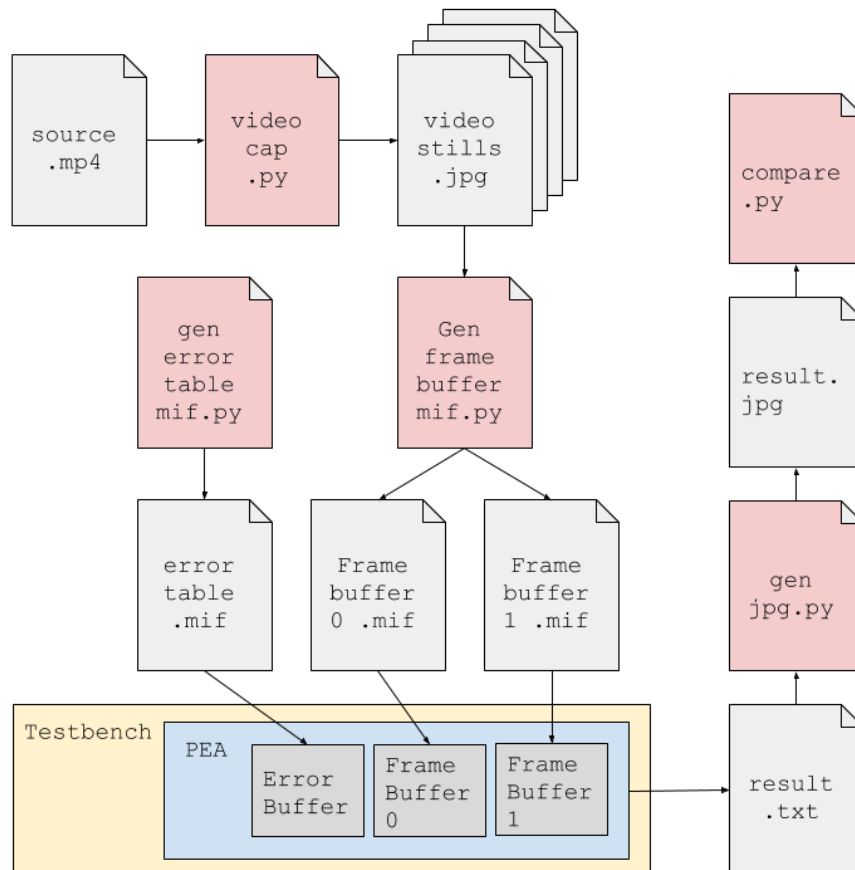 source
.mp4
video
cap
.py
video
stills
.jpg
compare
.py
gen
error
table
mif.py
Gen
frame
buffer
mif.py
result.
jpg
error
table
.mif
Frame
buffer
0 .mif
Frame
buffer
1 .mif
gen
jpg.py
Testbench
PEA
Error
Buffer
Frame
Buffer
0
Frame
Buffer
1
result
.txt